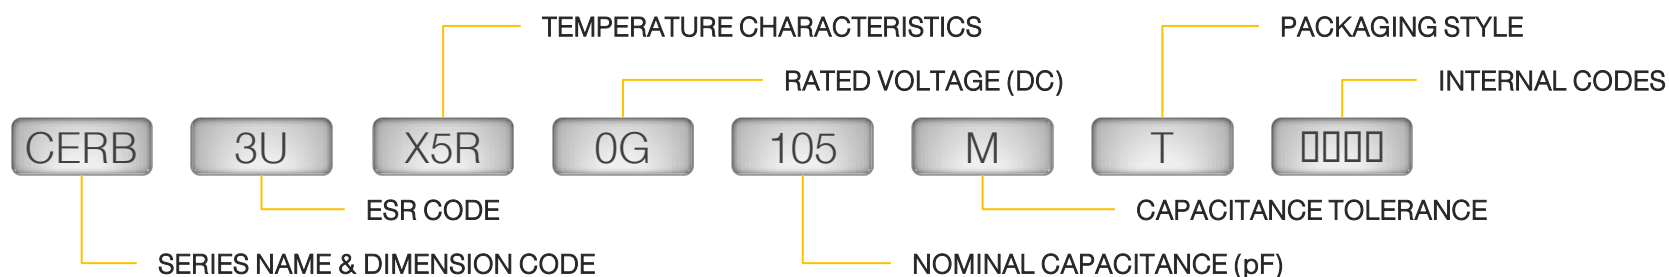 TEMPERATURE CHARACTERISTICS PACKAGING STYLE
RATED VOLTAGE (DC) INTERNAL CODES
CERB 3U X5R 0G 105 M T □□□□
ESR CODE CAPACITANCE TOLERANCE
SERIES NAME & DIMENSION CODE NOMINAL CAPACITANCE (pF)